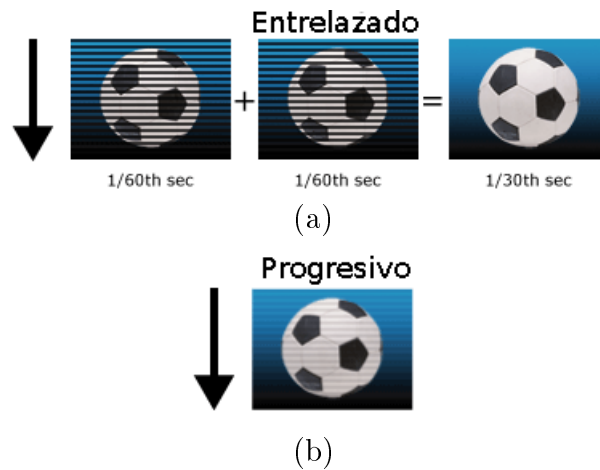 Entrelazado
+ =
1/60th sec 1/60th sec 1/30th sec
(a)
Progresivo
(b)